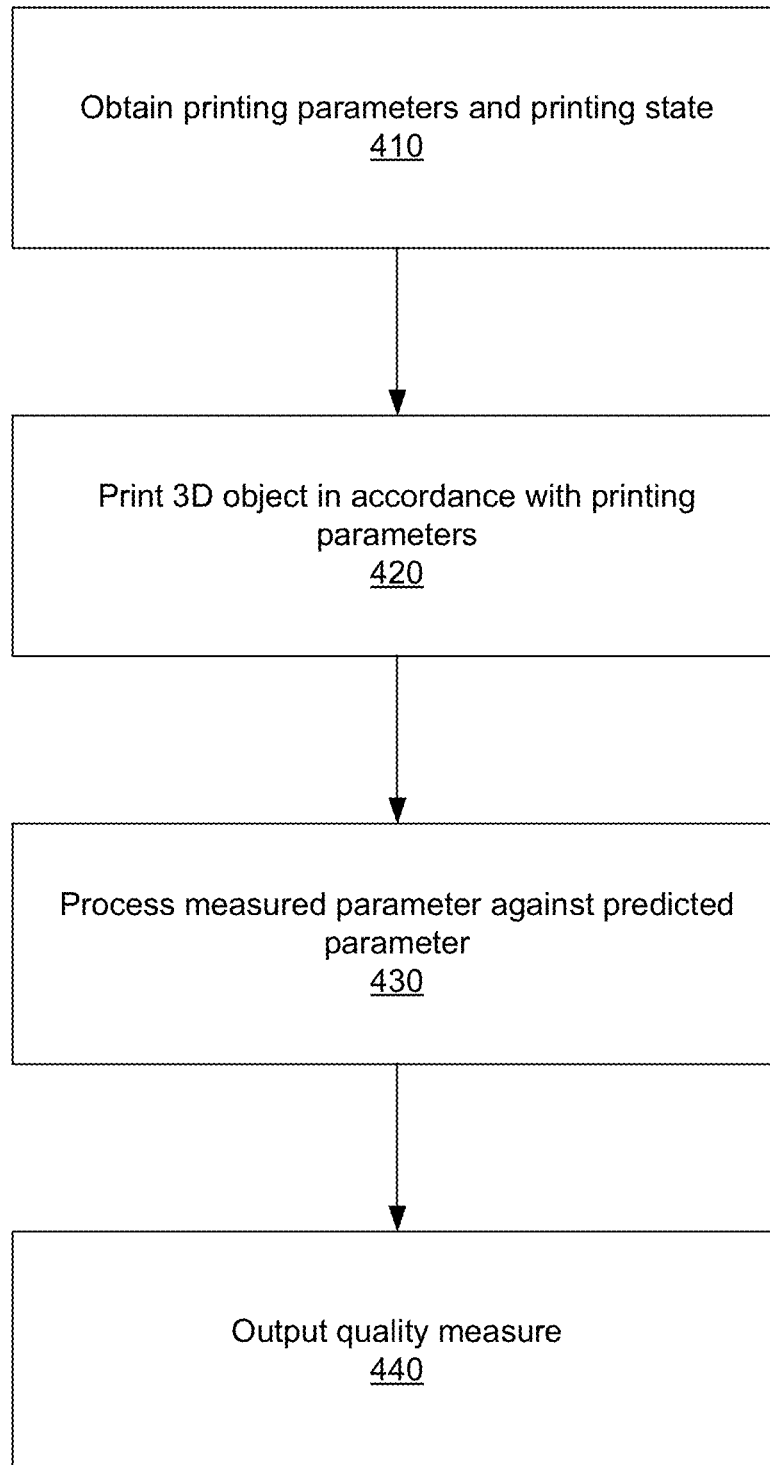 Obtain printing parameters and printing state
410
Print 3D object in accordance with printing
parameters
420
Process measured parameter against predicted
parameter
430
Output quality measure
440